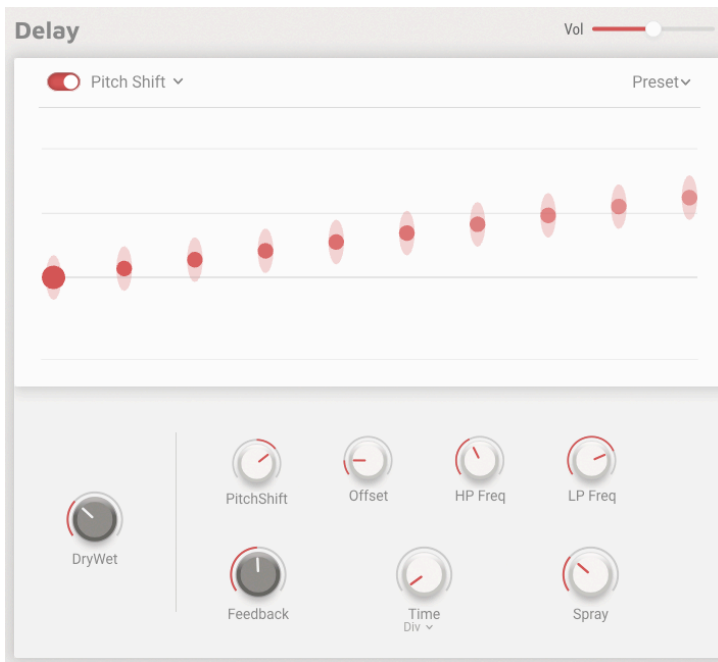 Delay
Vol
Pitch Shift
Preset
PitchShift
Offset
HP Freq
LP Freq
DryWet
Feedback
Time
Div
Spray